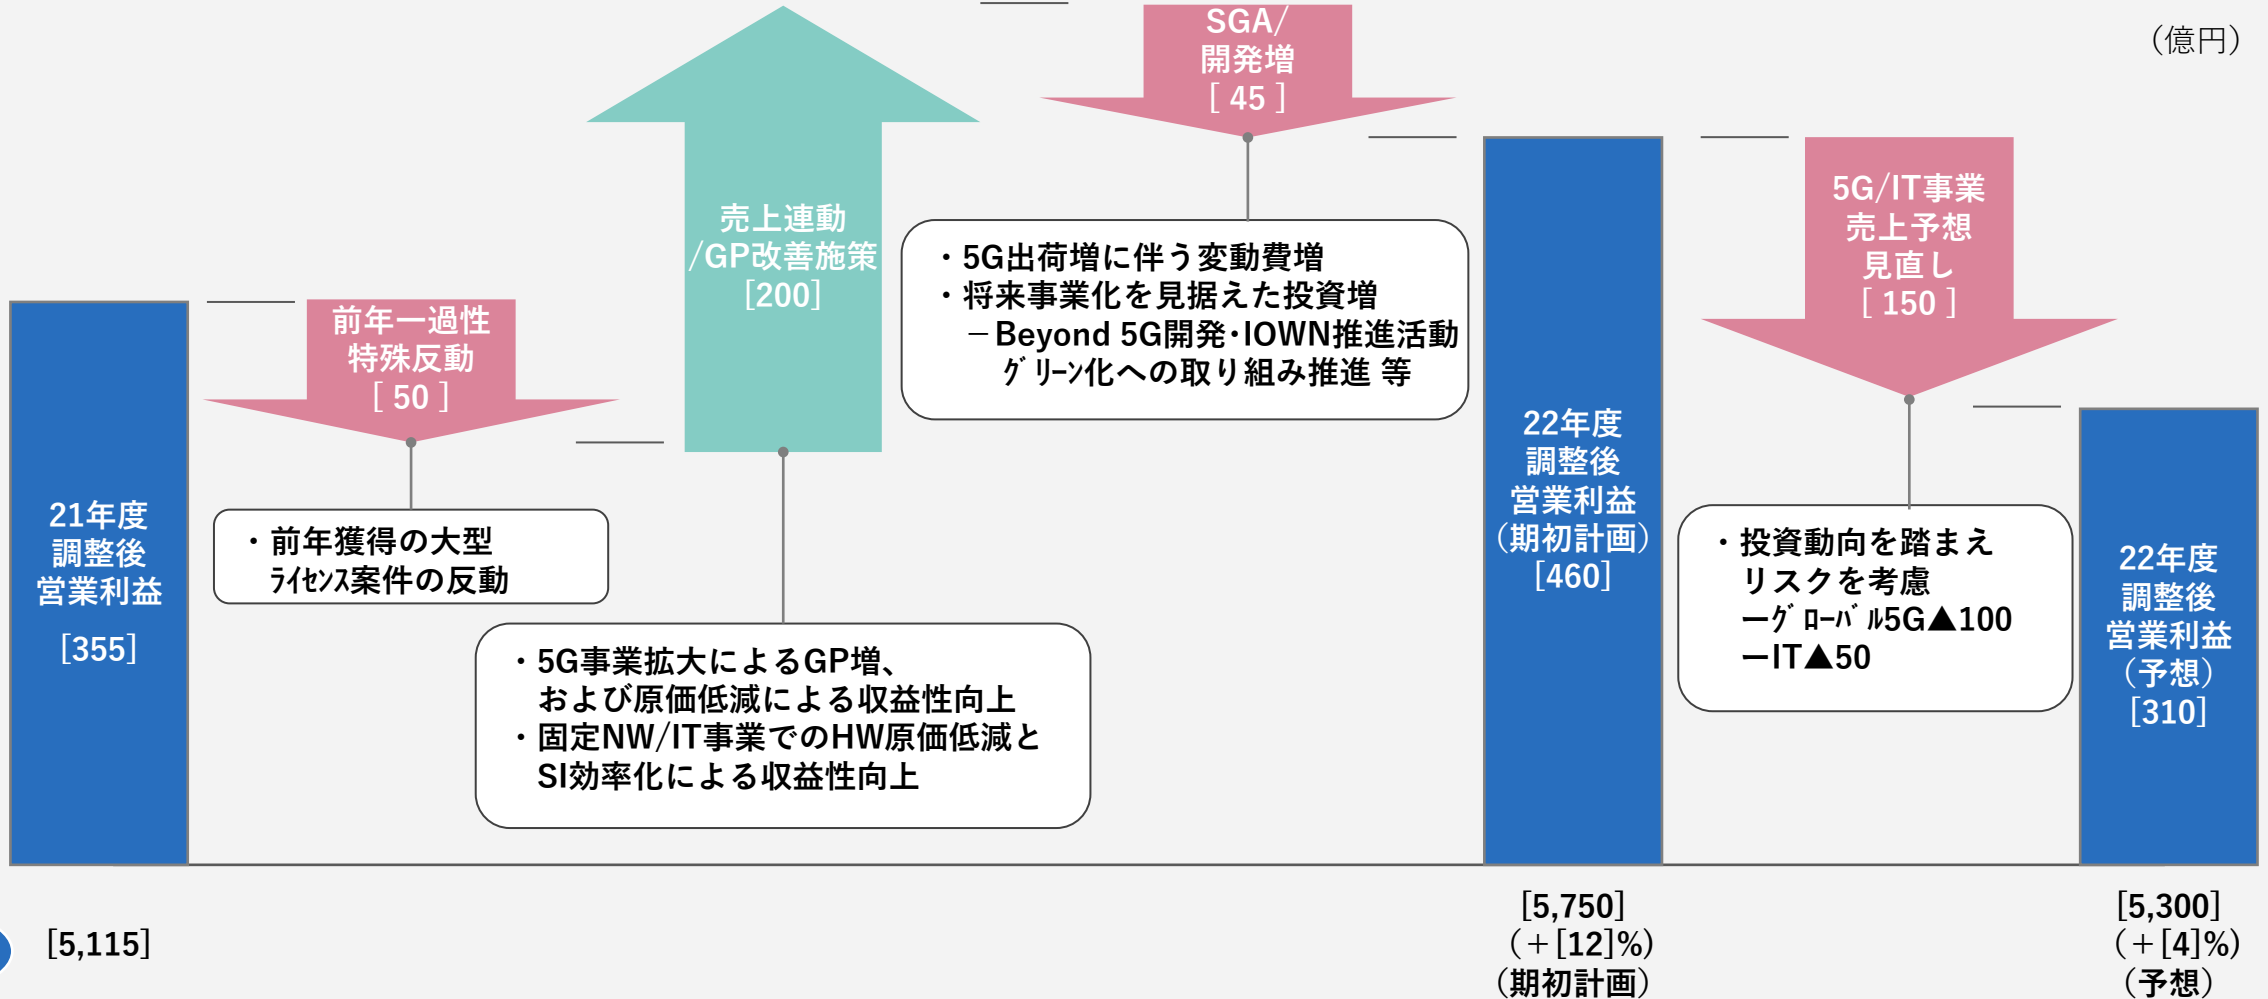 （億円）
21年度
調整後
営業利益
[355]
前年一過性
特殊反動
[ 50 ]
・前年獲得の大型
ﾗｲｾﾝｽ案件の反動
売上連動
/GP改善施策
[200]
・5G事業拡大によるGP増、
および原価低減による収益性向上
・固定NW/IT事業でのHW原価低減と
SI効率化による収益性向上
SGA/
開発増
[ 45 ]
・5G出荷増に伴う変動費増
・将来事業化を見据えた投資増
－Beyond 5G開発･IOWN推進活動
ｸﾞﾘｰﾝ化への取り組み推進 等
22年度
調整後
営業利益
（期初計画）
[460]
5G/IT事業
売上予想
見直し
[ 150 ]
・投資動向を踏まえ
リスクを考慮
ーｸﾞﾛｰﾊﾞﾙ5G▲100
ーIT▲50
22年度
調整後
営業利益
（予想）
[310]
[5,115]
[5,750]
（＋[12]%)
（期初計画）
[5,300]
（＋[4]%)
（予想）